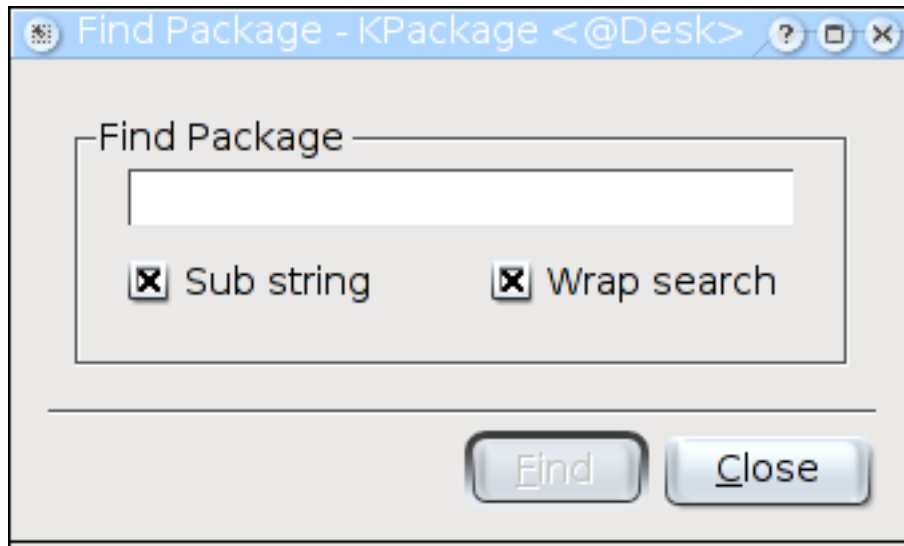 Find Package - KPackage <@Desk> ?
Find Package
Sub string Wrap search
Find Close